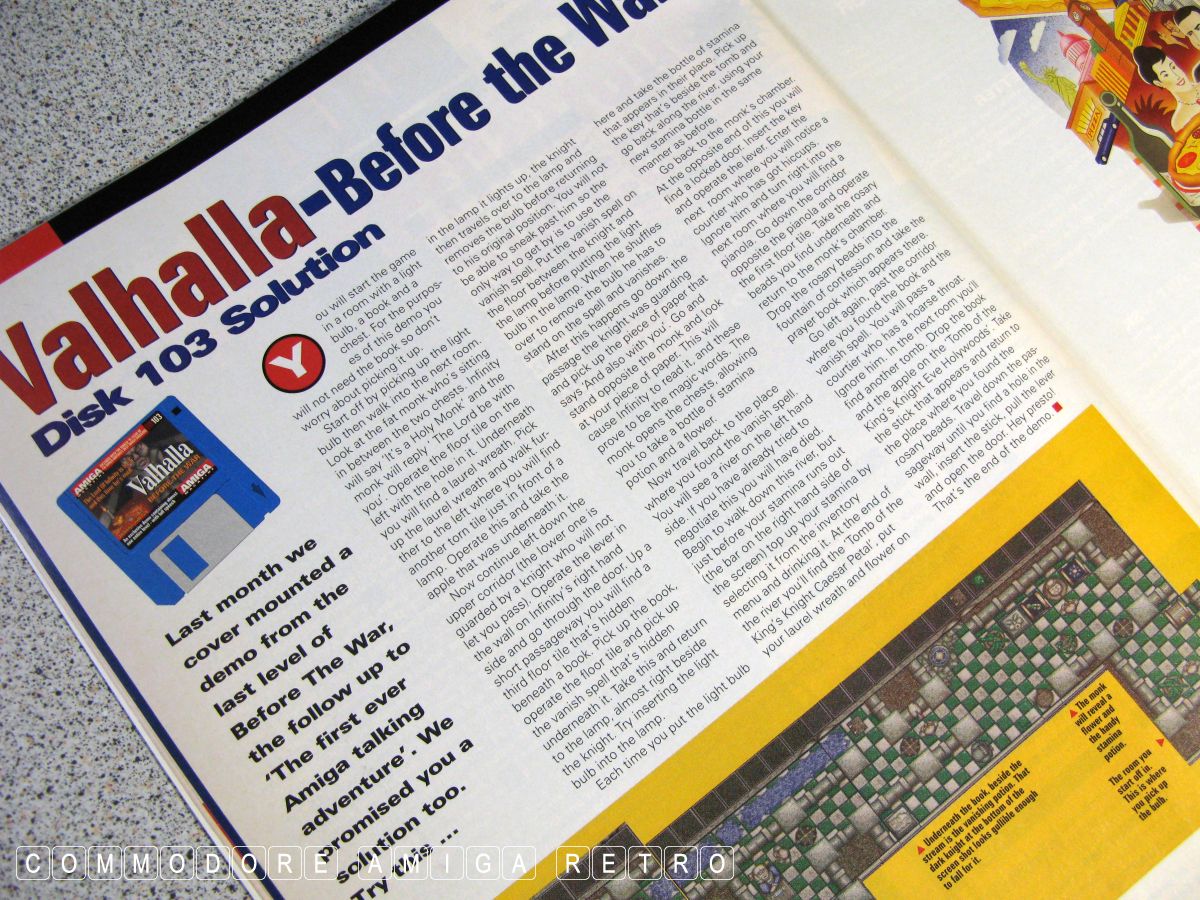 Valhalla-Before the Wa
Disk 103 Solution
103
AMIGA
Valhalla
BEFORE THE WAR
AMIGA
Last month we
cover mounted a
demo from the
last level of
Before The War,
the follow up to
'The first ever
Amiga talking
adventure'. We
promised you a
solution too.
Try this ...
You will start the game
in a room with a light
bulb, a book and a
chest. For the purpos-
es of this demo you
will not need the book so don't
worry about picking it up.
Start off by picking up the light
bulb then walk into the next room.
Look at the fat monk who's sitting
in between the two chests. Infinity
will say 'It's a Holy Monk' and the
monk will reply 'The Lord be with
you'. Operate the floor tile on the
left with the hole in it. Underneath
you will find a laurel wreath. Pick
up the laurel wreath and walk fur-
ther to the left where you will find
another torn tile just in front of a
lamp. Operate this and take the
apple that was underneath it.
Now continue left down the
upper corridor (the lower one is
guarded by a knight who will not
let you pass). Operate the lever in
the wall on Infinity's right hand
side and go through the door. Up a
short passageway you will find a
third floor tile that's hidden
beneath a book. Pick up the book,
operate the floor tile and pick up
the vanish spell that's hidden
underneath it. Take this and return
to the lamp, almost right beside
the knight. Try inserting the light
bulb into the lamp.
Each time you put the light bulb
in the lamp it lights up, the knight
then travels over to the lamp and
removes the bulb before returning
to his original position. You will not
be able to sneak past him so the
only way to get by is to use the
vanish spell. Put the vanish spell on
the floor between the knight and
the lamp before putting the light
bulb in the lamp. When he shuffles
over to remove the bulb he has to
stand on the spell and vanishes.
After this happens go down the
passage the knight was guarding
and pick up the piece of paper that
says 'And also with you'. Go and
stand opposite the monk and look
at your piece of paper. This will
cause Infinity to read it, and these
prove to be the magic words. The
monk opens the chests, allowing
you to take a bottle of stamina
potion and a flower.
Now travel back to the place
where you found the vanish spell.
You will see a river on the left hand
side. If you have already tried to
negotiate this you will have died.
Begin to walk down this river, but
just before your stamina runs out
(the bar on the right hand side of
the screen) top up your stamina by
selecting it from the inventory
menu and drinking it. At the end of
the river you will find the 'Tomb of the
King's Knight Caesar Petal', put
your laurel wreath and flower on
here and take the bottle of stamina
that appears in their place. Pick up
the key that's beside the tomb and
go back along the river, using your
new stamina bottle in the same
manner as before.
Go back to the monk's chamber.
At the opposite end of this you will
find a locked door. Insert the key
and operate the lever. Enter the
next room where you will notice a
courtier who has got hiccups.
Ignore him and turn right into the
next room where you will find a
pianola. Go down the corridor
opposite the pianola and operate
the first floor tile. Take the rosary
beads you find underneath and
return to the monk's chamber.
Drop the rosary beads into the
fountain of confession and take the
prayer book which appears there.
Go left again, past the corridor
where you found the book and the
vanish spell. You will pass a
courtier who has a hoarse throat.
Ignore him. In the next room you'll
find another tomb. Drop the book
and the apple on the 'Tomb of the
King's Knight Eve Hollywoods'. Take
the stick that appears and return to
the place where you found the
rosary beads. Travel down the pas-
sageway until you find a hole in the
wall, insert the stick, pull the lever
and open the door. Hey presto!
That's the end of the demo.
Underneath the book, beside the
stream is the vanishing potion. That
dark knight at the bottom of the
screen shot looks gullible enough
to fall for it.
The monk
will reveal a
flower and
the handy
stamina
potion.
The room you
start off in.
This is where
you pick up
the bulb.
COMMODORE AMIGA RETRO